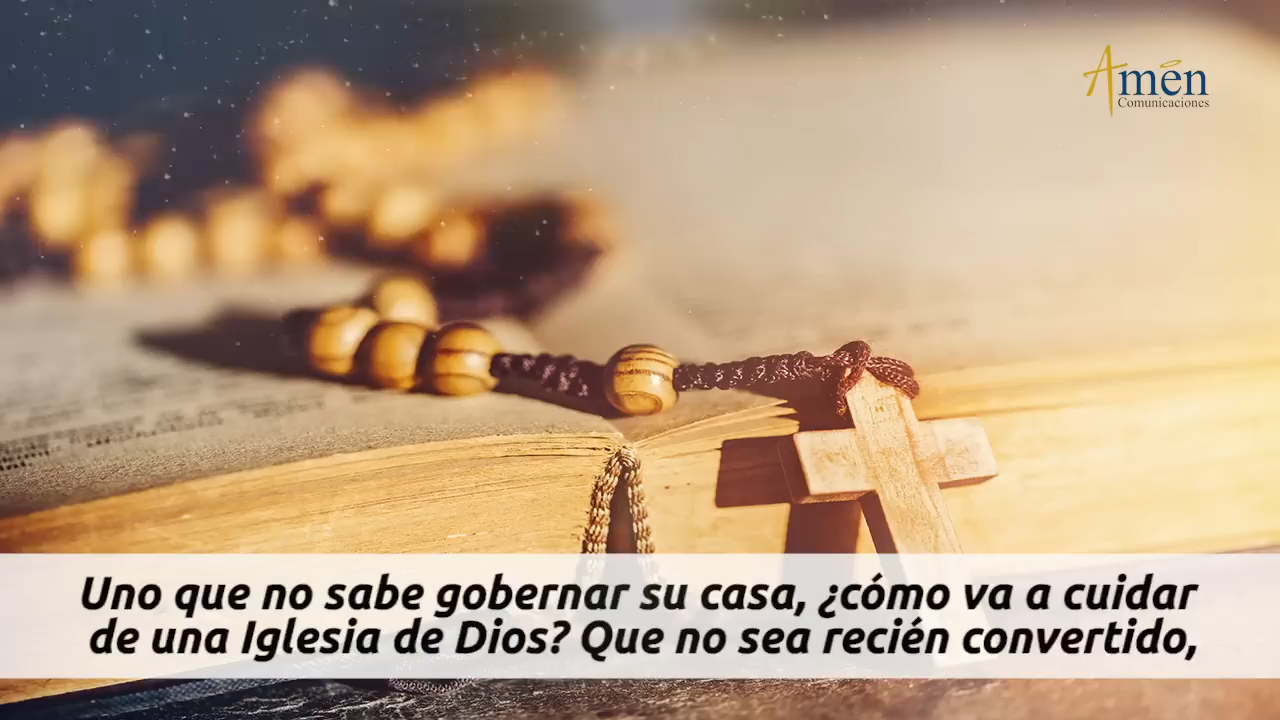 Amén
Comunicaciones
Uno que no sabe gobernar su casa, ¿cómo va a cuidar
de una Iglesia de Dios? Que no sea recién convertido,